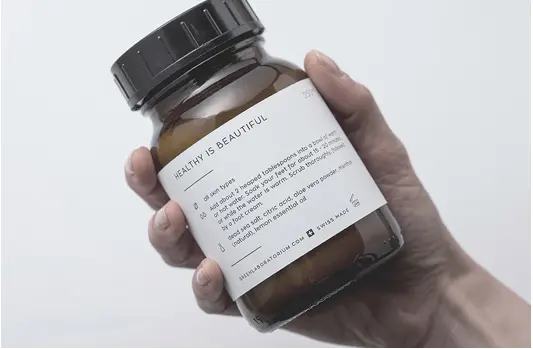 HEALTHY IS BEAUTIFUL
all skin types
Add about 2 heaped tablespoons into a bowl of warm
or hot water. Soak your feet for about 15 - 20 minutes
or while the water is warm. Scrub thoroughly, followed
by a foot cream.
dead sea salt, citric acid, aloe vera powder,
(natural), lemon essential oil
GREENLABORATORIUM.COM SWISS MADE